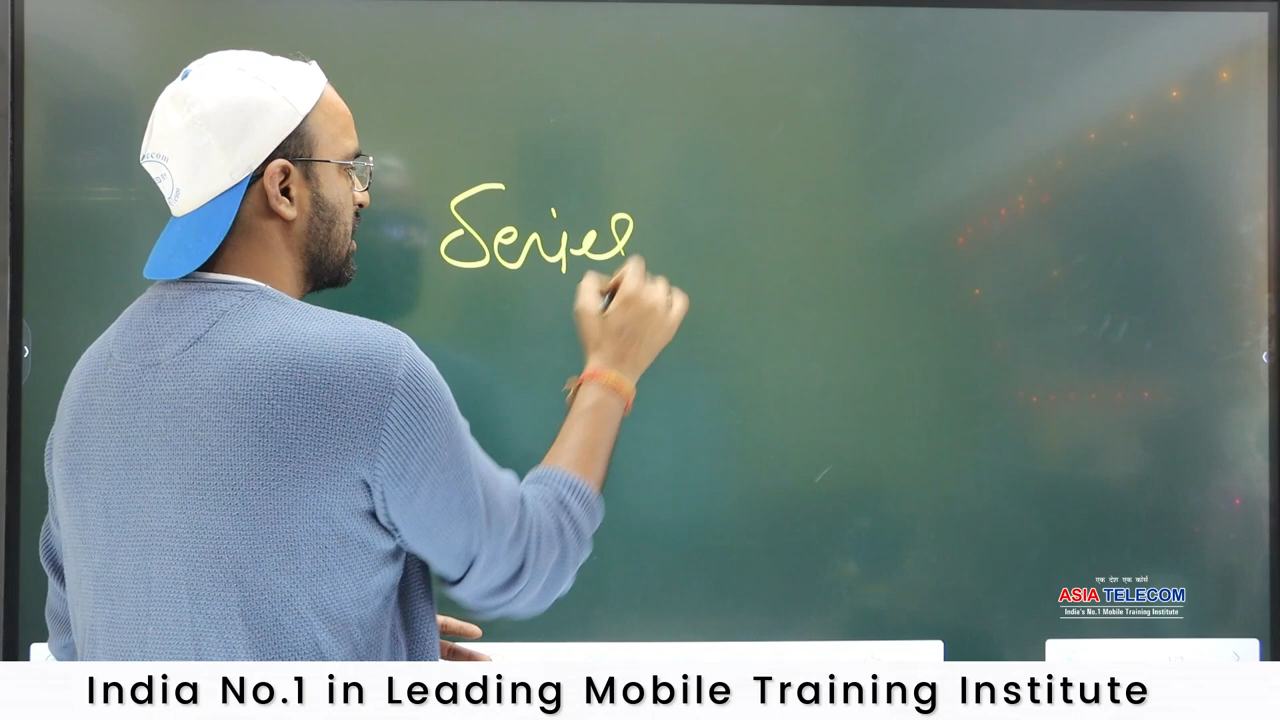 Series
एक देश एक कोर्स
ASIA TELECOM
India's No.1 Mobile Training Institute
India No.1 in Leading Mobile Training Institute